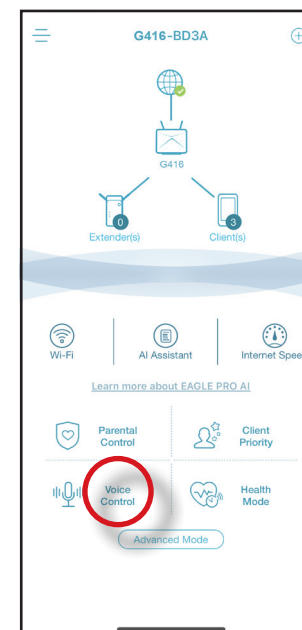 G416-BD3A
G416
0
3
Extender(s)
Client(s)
Wi-Fi
AI Assistant
Internet Spee
Learn more about EAGLE PRO AI
Parental
Control
Client
Priority
Voice
Control
Health
Mode
Advanced Mode